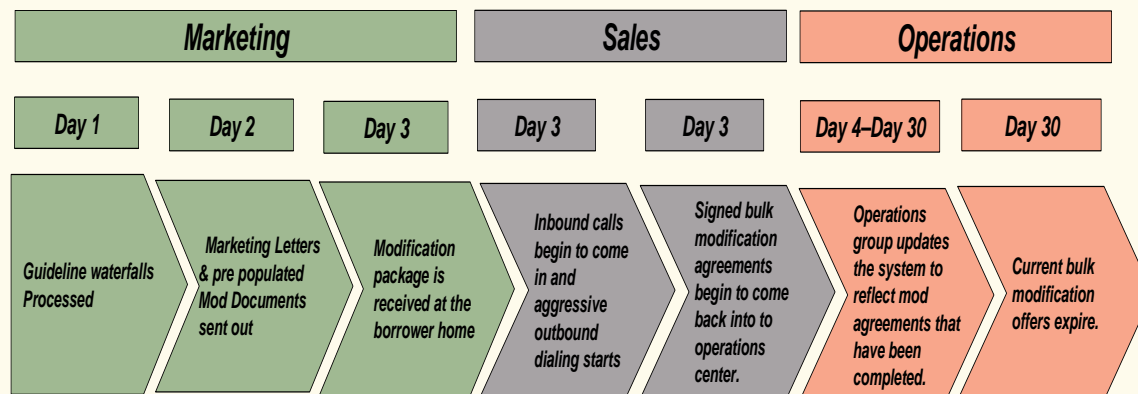 Marketing
Sales
Operations
Day 1
Day 2
Day 3
Day 3
Day 3
Day 4–Day 30
Day 30
Guideline waterfalls
Processed
Marketing Letters
& pre populated
Mod Documents
sent out
Modification
package is
received at the
borrower home
Inbound calls
begin to come
in and
aggressive
outbound
dialing starts
Signed bulk
modification
agreements
begin to come
back into to
operations
center.
Operations
group updates
the system to
reflect mod
agreements that
have been
completed.
Current bulk
modification
offers expire.